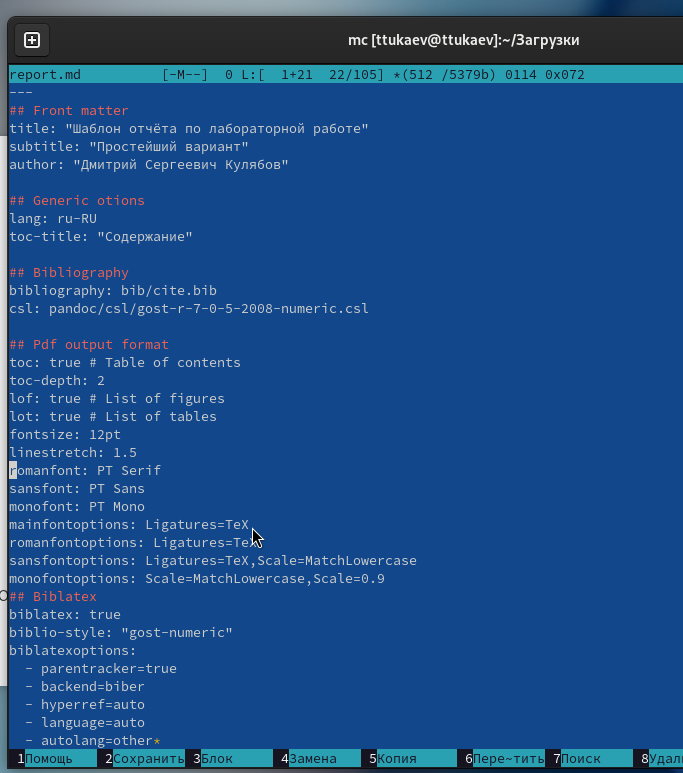 mc [ttukaev@ttukaev]:~/Загрузки
report.md [-M--] 0 L:[ 1+21 22/105] *(512 /5379b) 0114 0x072
---
## Front matter
title: "Шаблон отчёта по лабораторной работе"
subtitle: "Простейший вариант"
author: "Дмитрий Сергеевич Кулябов"
## Generic otions
lang: ru-RU
toc-title: "Содержание"
## Bibliography
bibliography: bib/cite.bib
csl: pandoc/csl/gost-r-7-0-5-2008-numeric.csl
## Pdf output format
toc: true # Table of contents
toc-depth: 2
lof: true # List of figures
lot: true # List of tables
fontsize: 12pt
linestretch: 1.5
romanfont: PT Serif
sansfont: PT Sans
monofont: PT Mono
mainfontoptions: Ligatures=TeX
romanfontoptions: Ligatures=TeX
sansfontoptions: Ligatures=TeX,Scale=MatchLowercase
monofontoptions: Scale=MatchLowercase,Scale=0.9
## Biblatex
biblatex: true
biblio-style: "gost-numeric"
biblatexoptions:
  - parentracker=true
  - backend=biber
  - hyperref=auto
  - language=auto
  - autolang=other*
1Помощь 2Сохранить 3Блок 4Замена 5Копия 6Пере~тить 7Поиск 8Удал